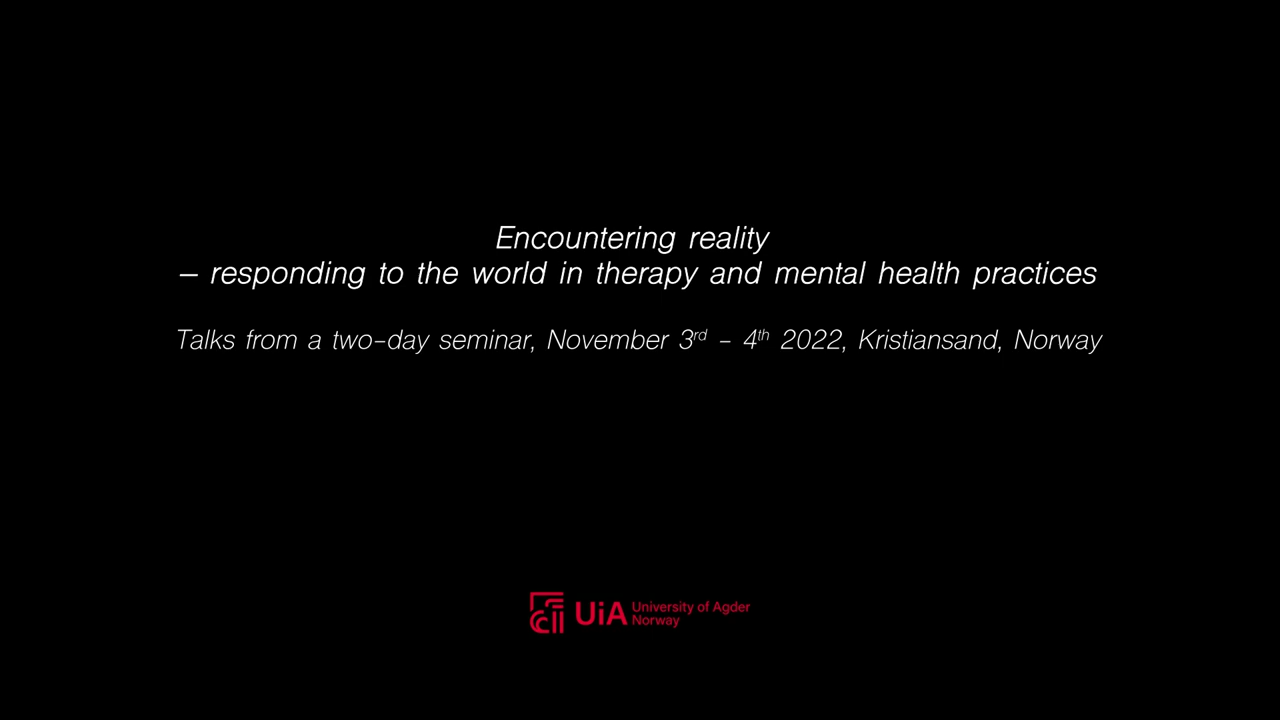 Encountering reality
– responding to the world in therapy and mental health practices
Talks from a two-day seminar, November 3rd - 4th 2022, Kristiansand, Norway
UiA University of Agder
Norway